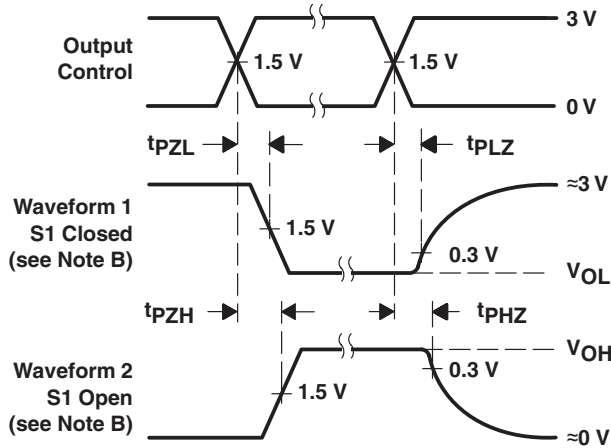 3 V
Output
Control
1.5 V
1.5 V
0 V
tPZL
tPLZ
≈3 V
Waveform 1
S1 Closed
(see Note B)
1.5 V
0.3 V
VOL
tPZH
tPHZ
VOH
Waveform 2
S1 Open
(see Note B)
1.5 V
0.3 V
≈0 V